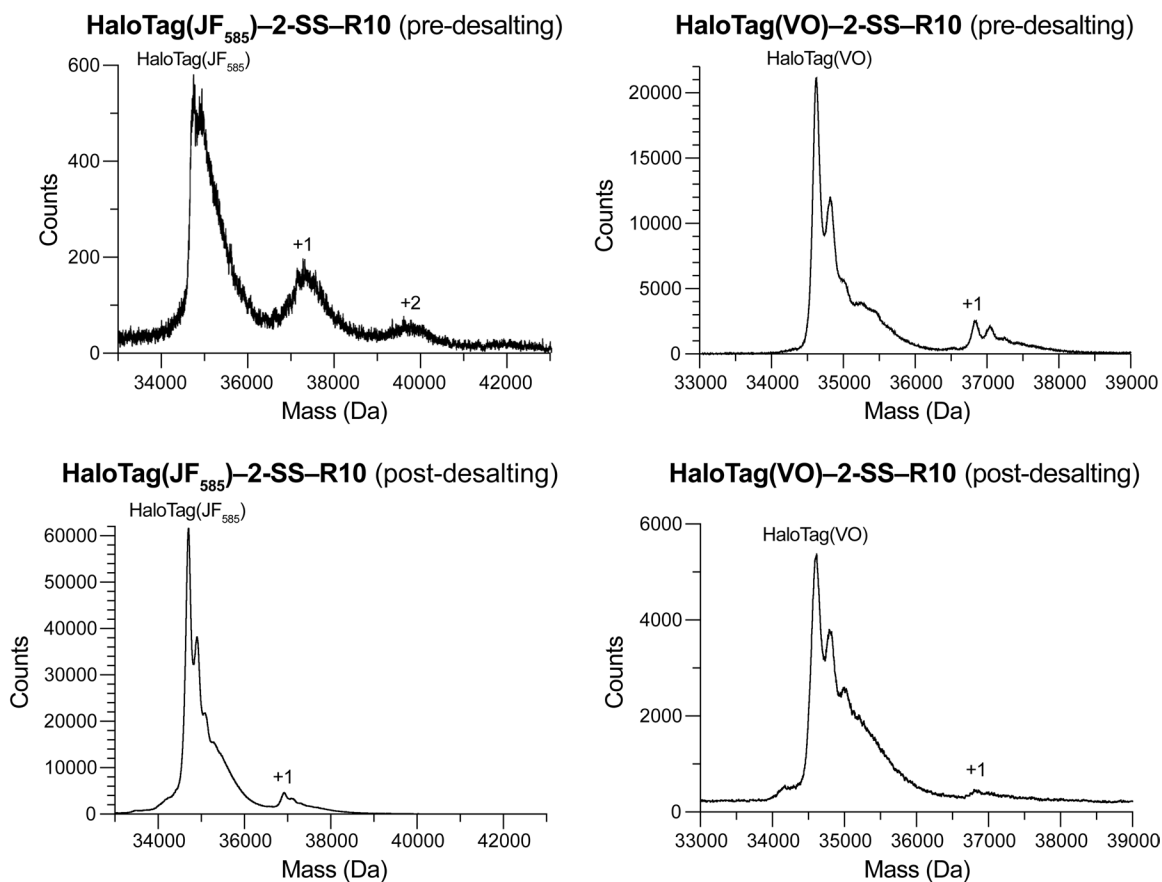 HaloTag(JF585)–2-SS–R10 (pre-desalting)
HaloTag(JF585)
600
400
200
0
Counts
+1
+2
34000 36000 38000 40000 42000
Mass (Da)
HaloTag(VO)–2-SS–R10 (pre-desalting)
HaloTag(VO)
20000
15000
10000
5000
0
Counts
+1
33000 34000 35000 36000 37000 38000 39000
Mass (Da)
HaloTag(JF585)–2-SS–R10 (post-desalting)
HaloTag(JF585)
60000
50000
40000
30000
20000
10000
0
Counts
+1
34000 36000 38000 40000 42000
Mass (Da)
HaloTag(VO)–2-SS–R10 (post-desalting)
HaloTag(VO)
6000
4000
2000
0
Counts
+1
33000 34000 35000 36000 37000 38000 39000
Mass (Da)